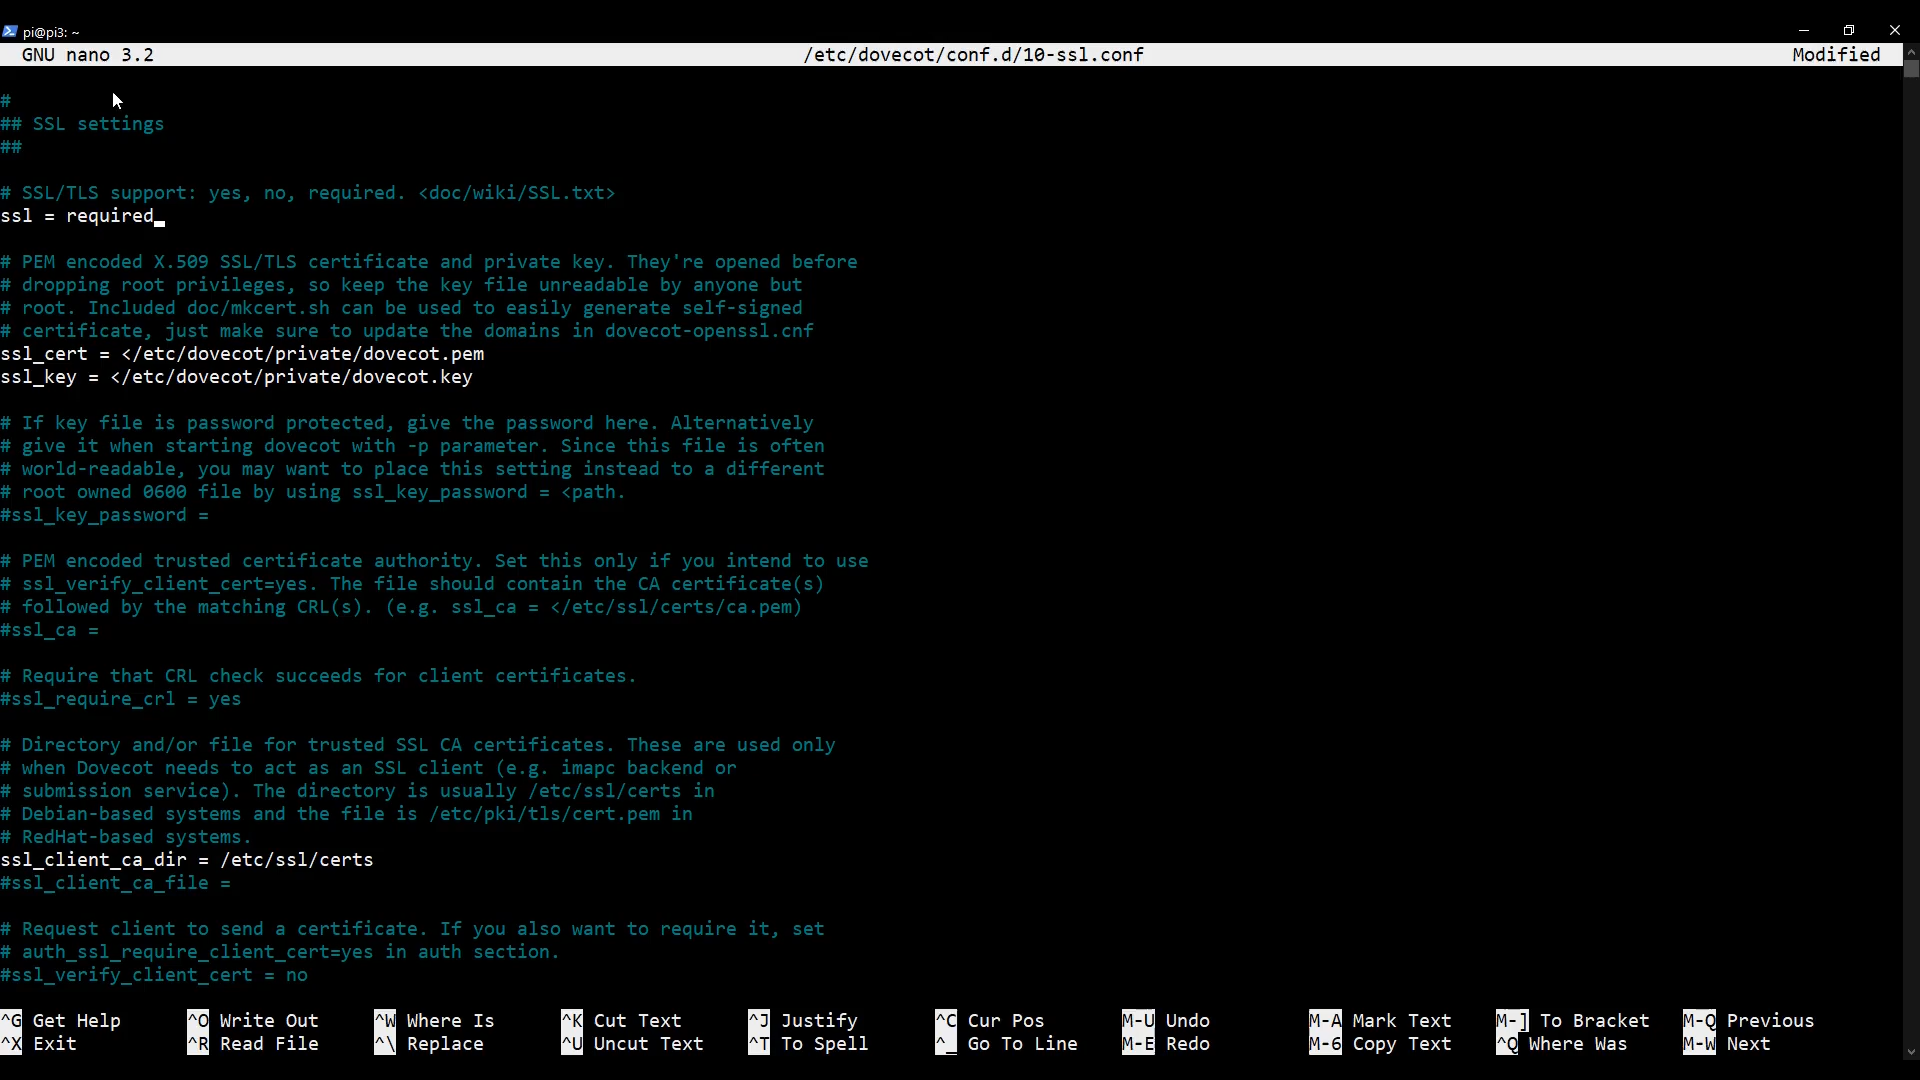 pi@pi3: ~
GNU nano 3.2 /etc/dovecot/conf.d/10-ssl.conf Modified
#
## SSL settings
##
# SSL/TLS support: yes, no, required. <doc/wiki/SSL.txt>
ssl = required
# PEM encoded X.509 SSL/TLS certificate and private key. They're opened before
# dropping root privileges, so keep the key file unreadable by anyone but
# root. Included doc/mkcert.sh can be used to easily generate self-signed
# certificate, just make sure to update the domains in dovecot-openssl.cnf
ssl_cert = </etc/dovecot/private/dovecot.pem
ssl_key = </etc/dovecot/private/dovecot.key
# If key file is password protected, give the password here. Alternatively
# give it when starting dovecot with -p parameter. Since this file is often
# world-readable, you may want to place this setting instead to a different
# root owned 0600 file by using ssl_key_password = <path.
#ssl_key_password =
# PEM encoded trusted certificate authority. Set this only if you intend to use
# ssl_verify_client_cert=yes. The file should contain the CA certificate(s)
# followed by the matching CRL(s). (e.g. ssl_ca = </etc/ssl/certs/ca.pem)
#ssl_ca =
# Require that CRL check succeeds for client certificates.
#ssl_require_crl = yes
# Directory and/or file for trusted SSL CA certificates. These are used only
# when Dovecot needs to act as an SSL client (e.g. imapc backend or
# submission service). The directory is usually /etc/ssl/certs in
# Debian-based systems and the file is /etc/pki/tls/cert.pem in
# RedHat-based systems.
ssl_client_ca_dir = /etc/ssl/certs
#ssl_client_ca_file =
# Request client to send a certificate. If you also want to require it, set
# auth_ssl_require_client_cert=yes in auth section.
#ssl_verify_client_cert = no
^G Get Help ^O Write Out ^W Where Is ^K Cut Text ^J Justify ^C Cur Pos M-U Undo M-A Mark Text M-] To Bracket M-Q Previous
^X Exit ^R Read File ^\ Replace ^U Uncut Text ^T To Spell ^_ Go To Line M-E Redo M-6 Copy Text ^Q Where Was M-W Next